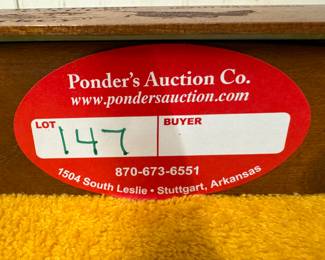 Ponder's Auction Co.
www.pondersauction.com
LOT BUYER
147
870-673-6551
1504 South Leslie • Stuttgart, Arkansas